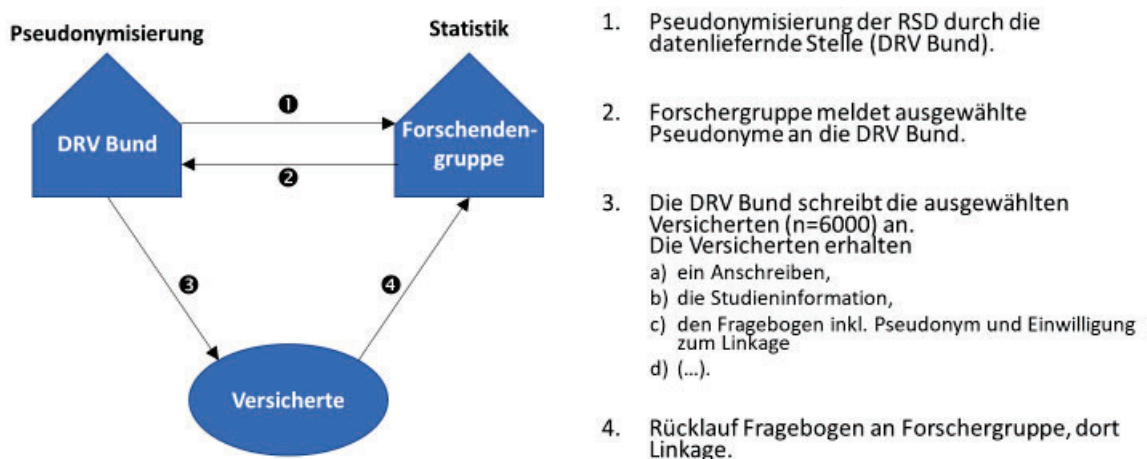 Pseudonymisierung
Statistik
DRV Bund
Forschenden-
gruppe
❶
❷
❸
❹
Versicherte
1. Pseudonymisierung der RSD durch die
datenliefernde Stelle (DRV Bund).
2. Forschergruppe meldet ausgewählte
Pseudonyme an die DRV Bund.
3. Die DRV Bund schreibt die ausgewählten
Versicherten (n=6000) an.
Die Versicherten erhalten
a) ein Anschreiben,
b) die Studieninformation,
c) den Fragebogen inkl. Pseudonym und Einwilligung
zum Linkage
d) (...).
4. Rücklauf Fragebogen an Forschergruppe, dort
Linkage.